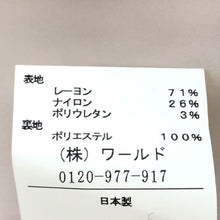 表地
レーヨン 71%
ナイロン 26%
ポリウレタン 3%
裏地
ポリエステル 100%
(株)ワールド
0120-977-917
日本製